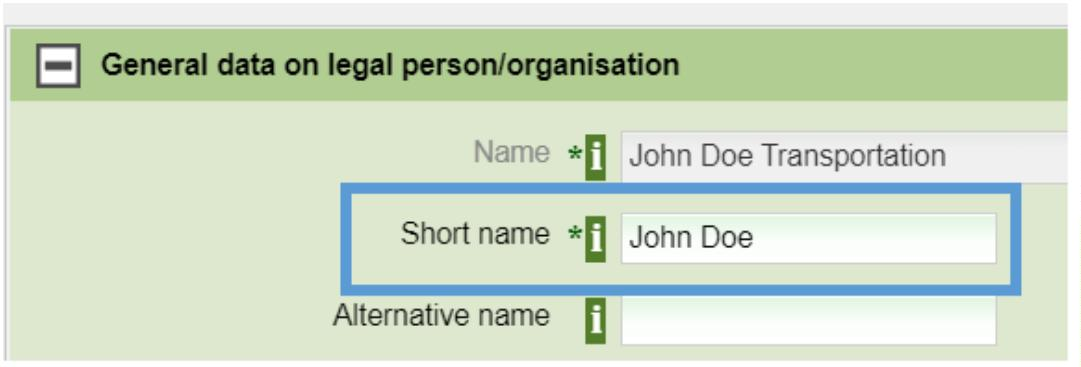 General data on legal person/organisation
Name * i John Doe Transportation
Short name * i John Doe
Alternative name i